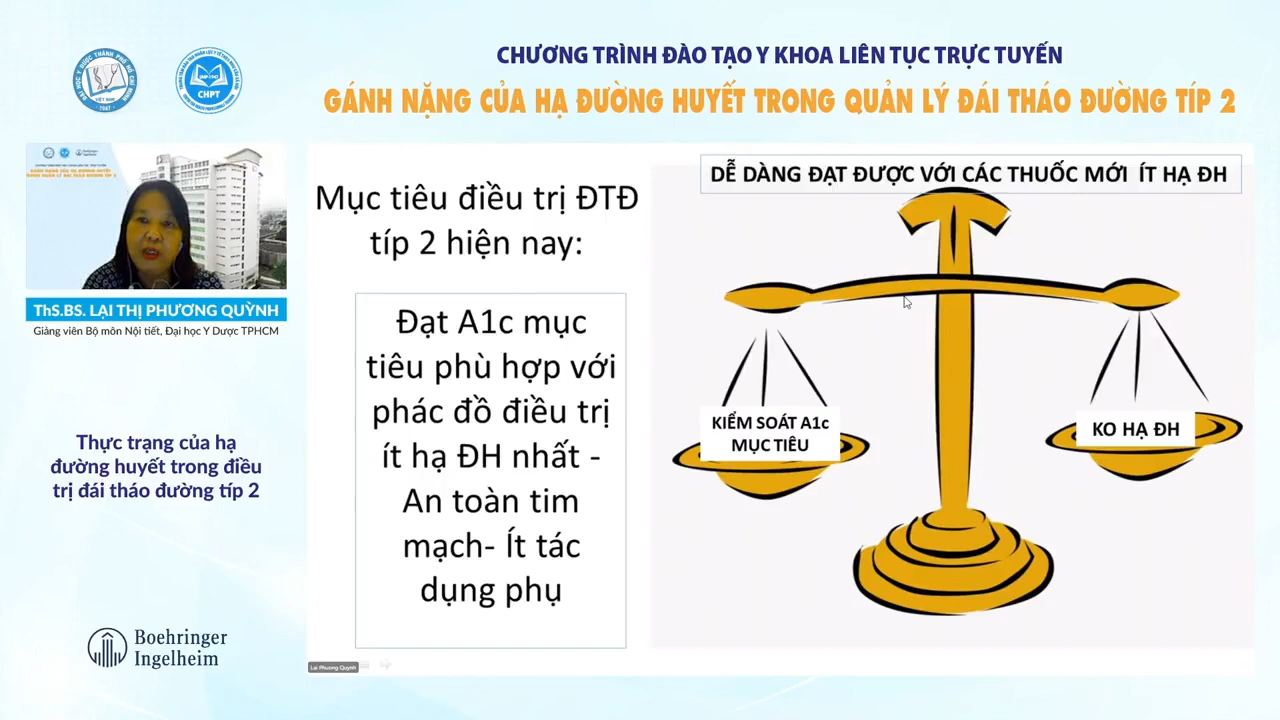 CHƯƠNG TRÌNH ĐÀO TẠO Y KHOA LIÊN TỤC TRỰC TUYẾN
GÁNH NẶNG CỦA HẠ ĐƯỜNG HUYẾT TRONG QUẢN LÝ ĐÁI THÁO ĐƯỜNG TÍP 2
CHPT
ThS.BS. LẠI THỊ PHƯƠNG QUỲNH
Giảng viên Bộ môn Nội tiết, Đại học Y Dược TPHCM
Thực trạng của hạ
đường huyết trong điều
trị đái tháo đường típ 2
Boehringer
Ingelheim
Mục tiêu điều trị ĐTĐ
típ 2 hiện nay:
Đạt A1c mục
tiêu phù hợp với
phác đồ điều trị
ít hạ ĐH nhất -
An toàn tim
mạch- Ít tác
dụng phụ
DỄ DÀNG ĐẠT ĐƯỢC VỚI CÁC THUỐC MỚI ÍT HẠ ĐH
KIỂM SOÁT A1c
MỤC TIÊU
KO HẠ ĐH
Lai Phương Quỳnh